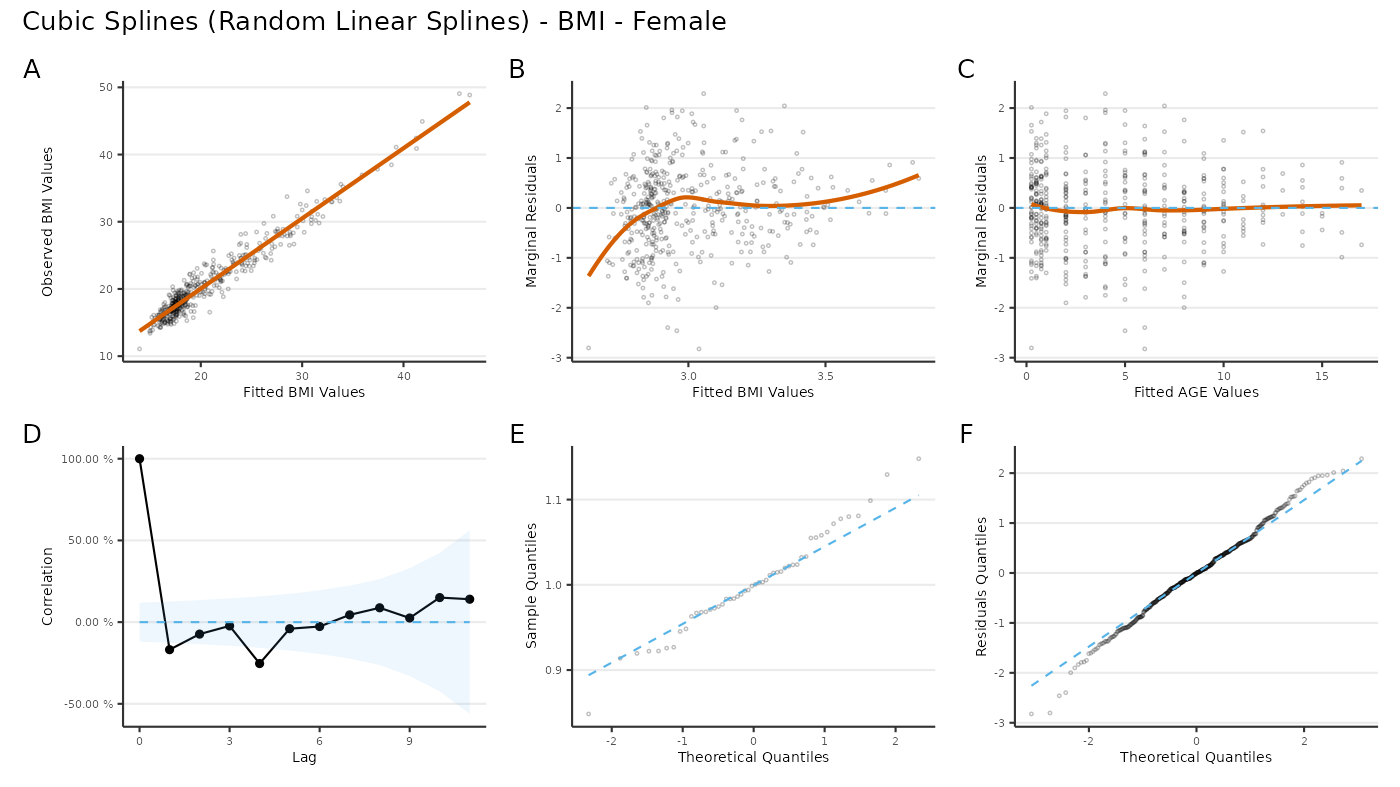 Cubic Splines (Random Linear Splines) - BMI - Female
A
50
40
30
20
10
Observed BMI Values
20 30 40
Fitted BMI Values
B
2
1
0
-1
-2
-3
Marginal Residuals
3.0 3.5
Fitted BMI Values
C
2
1
0
-1
-2
-3
Marginal Residuals
0 5 10 15
Fitted AGE Values
D
100.00 %
50.00 %
0.00 %
-50.00 %
Correlation
0 3 6 9
Lag
E
1.1
1.0
0.9
Sample Quantiles
-2 -1 0 1 2
Theoretical Quantiles
F
2
1
0
-1
-2
-3
Residuals Quantiles
-2 0 2
Theoretical Quantiles